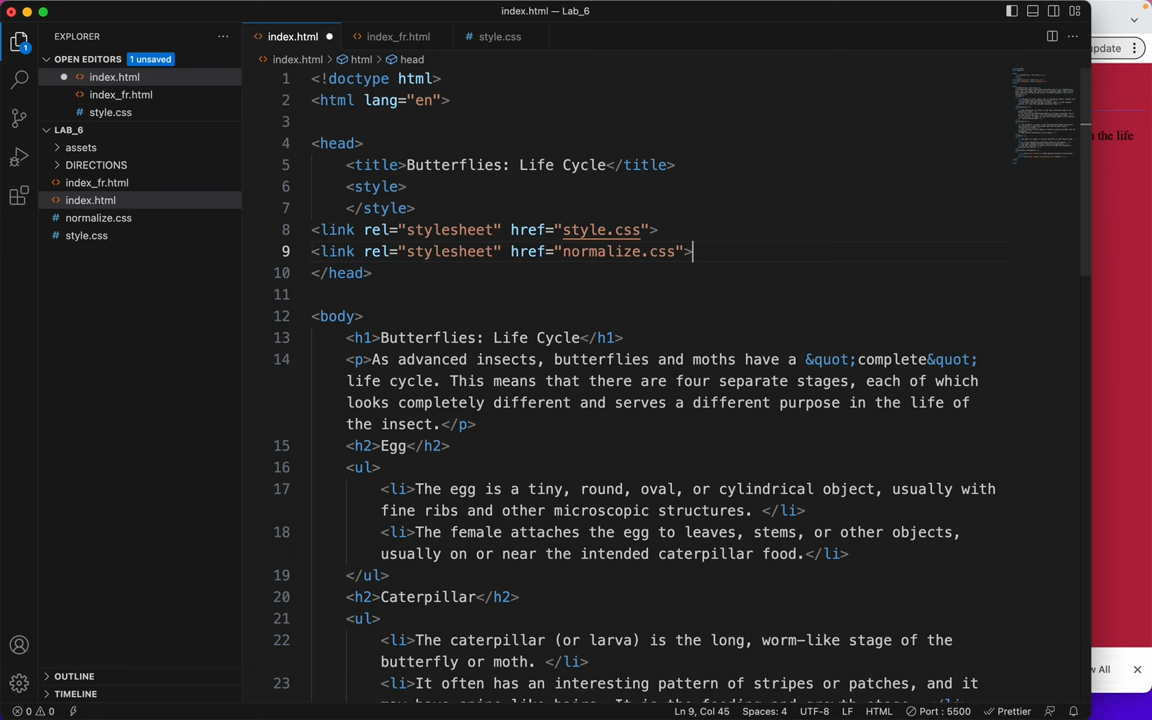 index.html — Lab_6
EXPLORER
OPEN EDITORS 1 unsaved
index.html
index_fr.html
style.css
LAB_6
assets
DIRECTIONS
index_fr.html
index.html
normalize.css
style.css
OUTLINE
TIMELINE
1
index.html
index_fr.html
style.css
index.html > html > head
1 <!doctype html>
2 <html lang="en">
3
4 <head>
5 <title>Butterflies: Life Cycle</title>
6 <style>
7 </style>
8 <link rel="stylesheet" href="style.css">
9 <link rel="stylesheet" href="normalize.css">
10 </head>
11
12 <body>
13 <h1>Butterflies: Life Cycle</h1>
14 <p>As advanced insects, butterflies and moths have a &quot;complete&quot;
life cycle. This means that there are four separate stages, each of which
looks completely different and serves a different purpose in the life of
the insect.</p>
15 <h2>Egg</h2>
16 <ul>
17 <li>The egg is a tiny, round, oval, or cylindrical object, usually with
fine ribs and other microscopic structures. </li>
18 <li>The female attaches the egg to leaves, stems, or other objects,
usually on or near the intended caterpillar food.</li>
19 </ul>
20 <h2>Caterpillar</h2>
21 <ul>
22 <li>The caterpillar (or larva) is the long, worm-like stage of the
butterfly or moth. </li>
23 <li>It often has an interesting pattern of stripes or patches, and it
0 0
Ln 9, Col 45 Spaces: 4 UTF-8 LF HTML Port : 5500 Prettier
update
the life
All